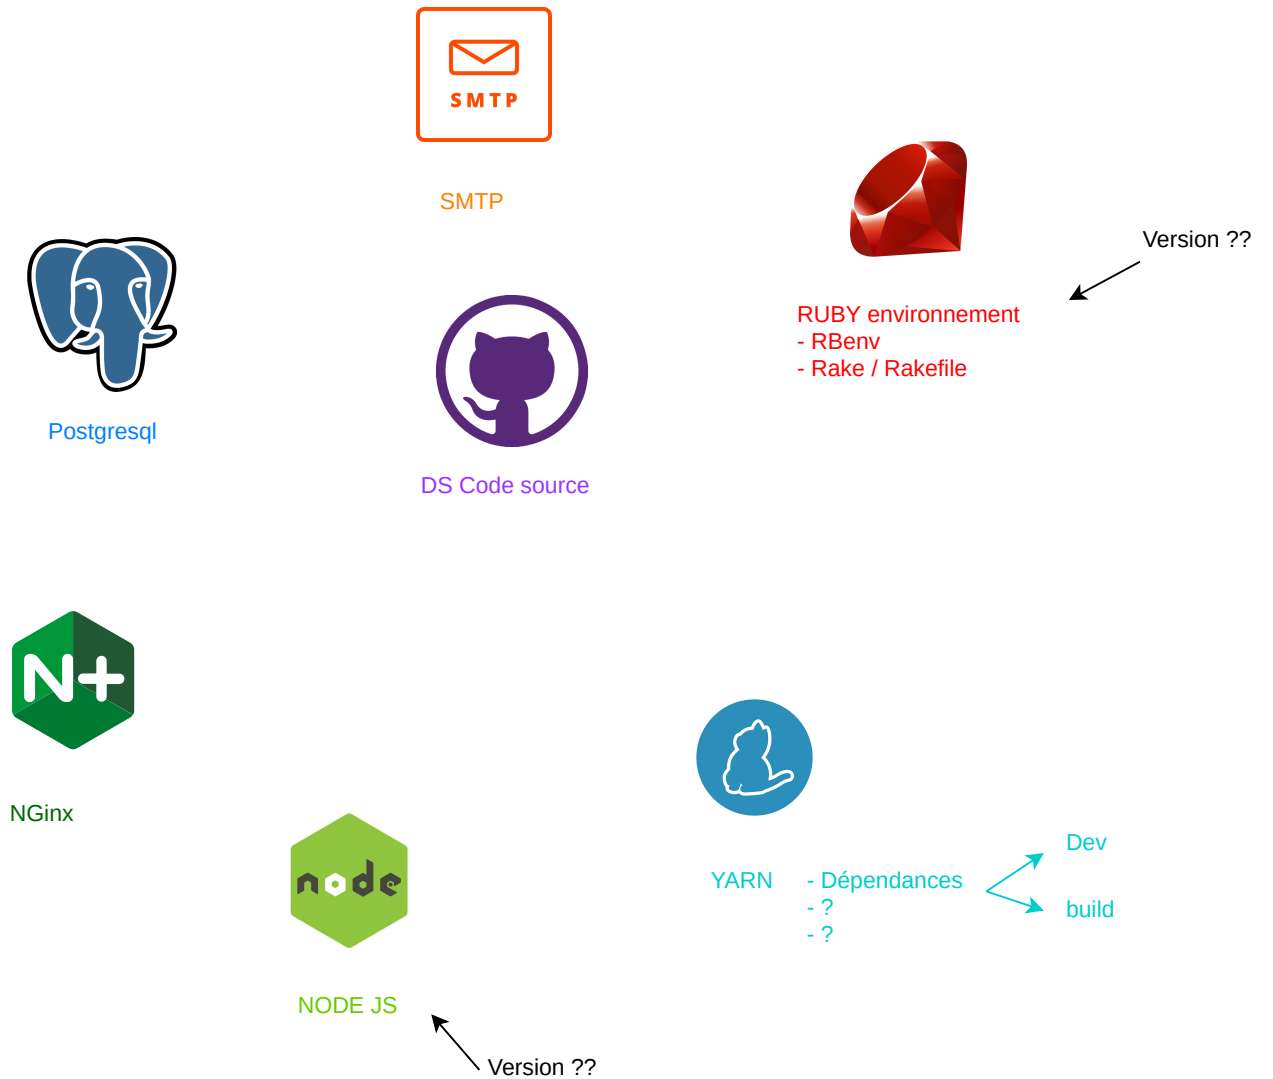 SMTP
SMTP
Version ??
RUBY environnement
- RBenv
- Rake / Rakefile
Postgresql
DS Code source
N+
NGinx
node
Dev
YARN - Dépendances
- ?
- ?
build
NODE JS
Version ??